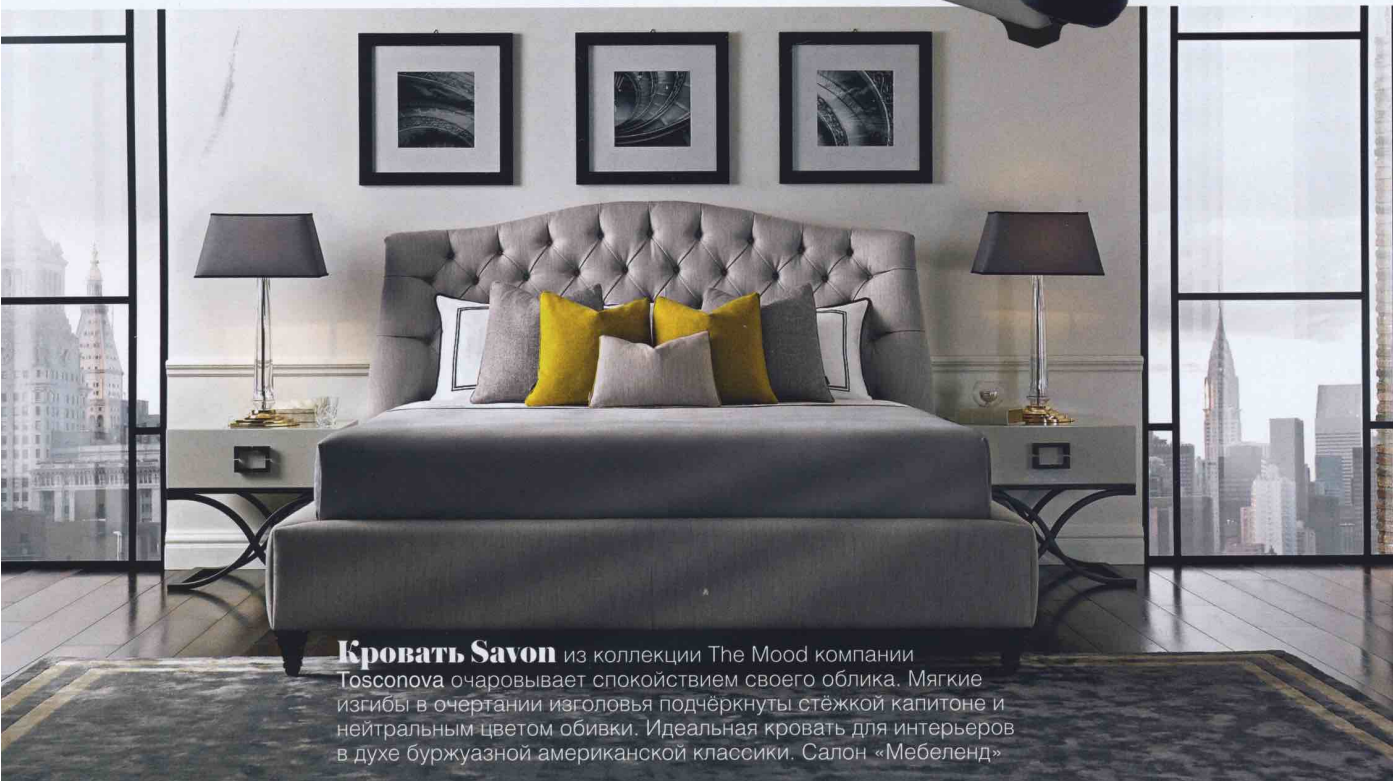 Кровать Savon из коллекции The Mood компании
Tosconova очаровывает спокойствием своего облика. Мягкие
изгибы в очертании изголовья подчёркнуты стёжкой капитоне и
нейтральным цветом обивки. Идеальная кровать для интерьеров
в духе буржуазной американской классики. Салон «Мебеленд»